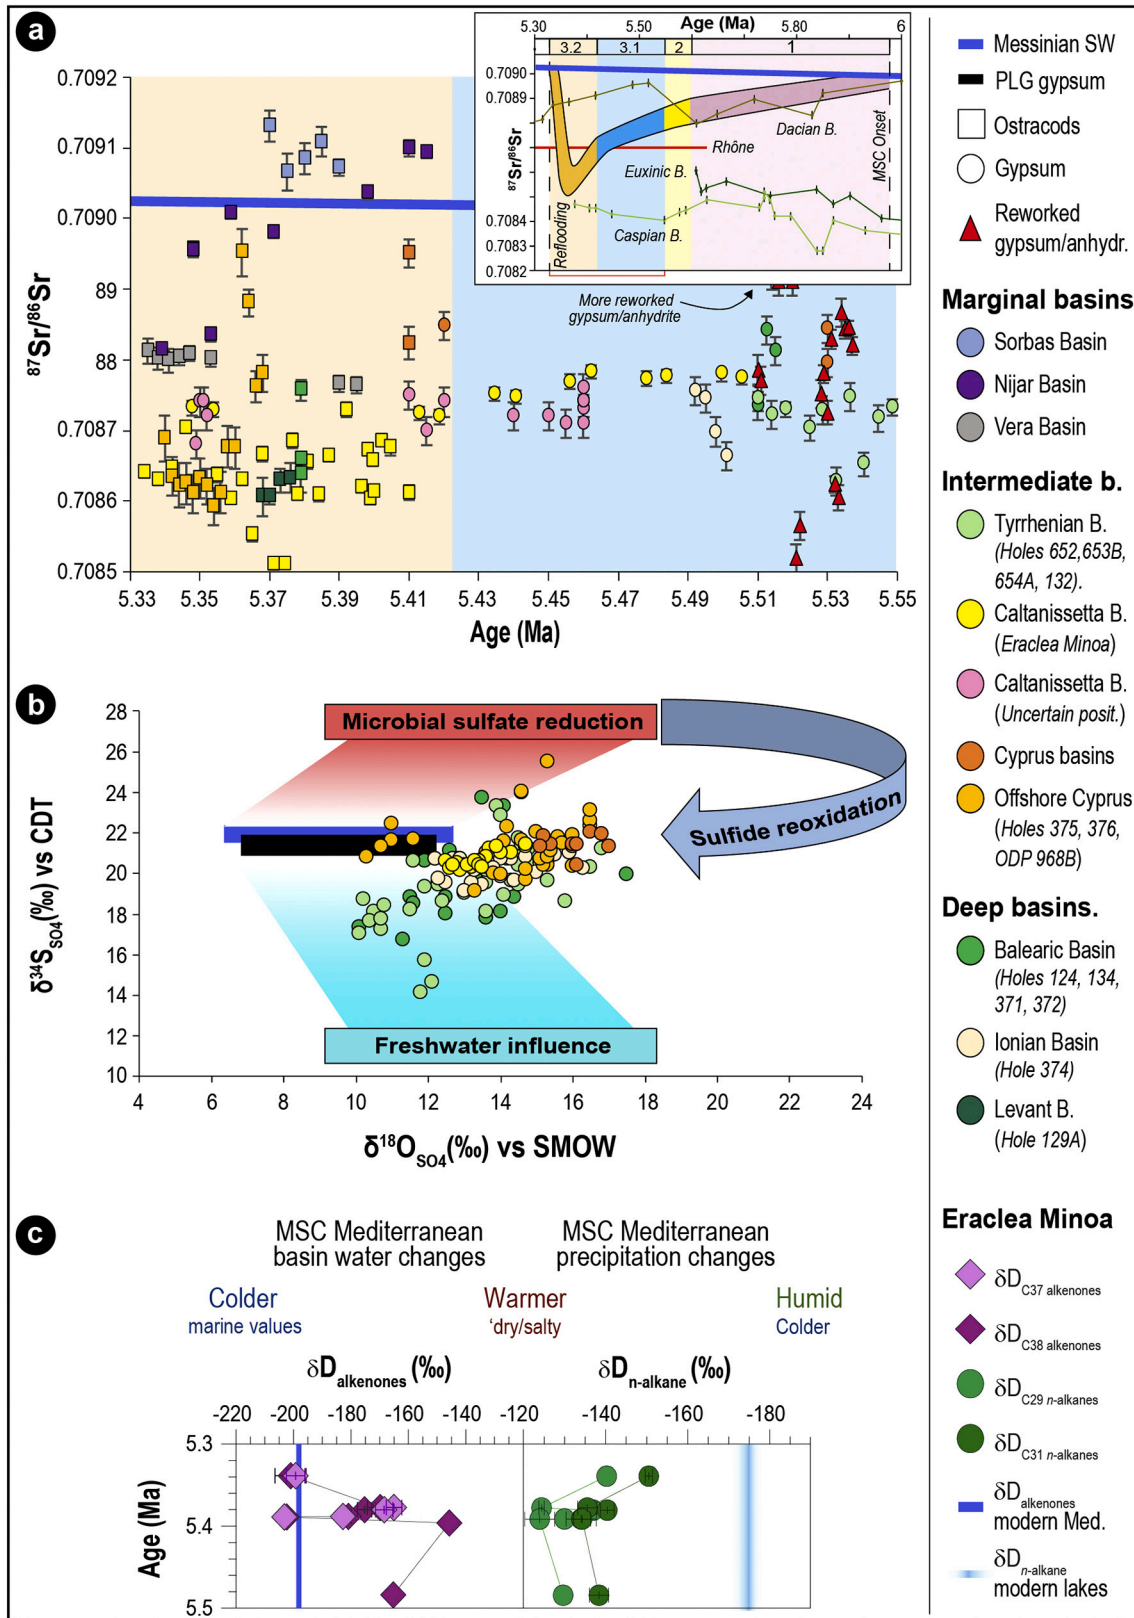 a
0.7092
0.7091
0.7090
89
88
0.7087
0.7086
0.7085
⁸⁷Sr/⁸⁶Sr
5.33
5.35
5.37
5.39
5.41
5.43
5.45
5.47
5.49
5.51
5.53
5.55
Age (Ma)
More reworked
gypsum/anhydrite
5.30
5.50
Age (Ma)
5.80
6
3.2
3.1
2
1
0.7090
0.7089
0.7084
0.7083
0.7082
⁸⁷Sr/⁸⁶Sr
Dacian B.
Rhône
Euxinic B.
Caspian B.
Reflooding
MSC Onset
Messinian SW
PLG gypsum
Ostracods
Gypsum
Reworked
gypsum/anhydr.
Marginal basins
Sorbas Basin
Nijar Basin
Vera Basin
Intermediate b.
Tyrrhenian B.
(Holes 652,653B,
654A, 132).
Caltanissetta B.
(Eraclea Minoa)
Caltanissetta B.
(Uncertain posit.)
Cyprus basins
Offshore Cyprus
(Holes 375, 376,
ODP 968B)
Deep basins.
Balearic Basin
(Holes 124, 134,
371, 372)
Ionian Basin
(Hole 374)
Levant B.
(Hole 129A)
b
28
26
24
22
20
18
16
14
12
10
δ³⁴S_SO4(‰) vs CDT
Microbial sulfate reduction
Sulfide reoxidation
Freshwater influence
4
6
8
10
12
14
16
18
20
22
24
δ¹⁸O_SO4(‰) vs SMOW
c
MSC Mediterranean
basin water changes
MSC Mediterranean
precipitation changes
Colder
marine values
Warmer
'dry/salty
Humid
Colder
δD_alkenones (‰)
δD_n-alkane (‰)
-220
-200
-180
-160
-140
-120
-140
-160
-180
5.3
5.4
5.5
Age (Ma)
Eraclea Minoa
δD_C37 alkenones
δD_C38 alkenones
δD_C29 n-alkanes
δD_C31 n-alkanes
δD_alkenones
modern Med.
δD_n-alkane
modern lakes